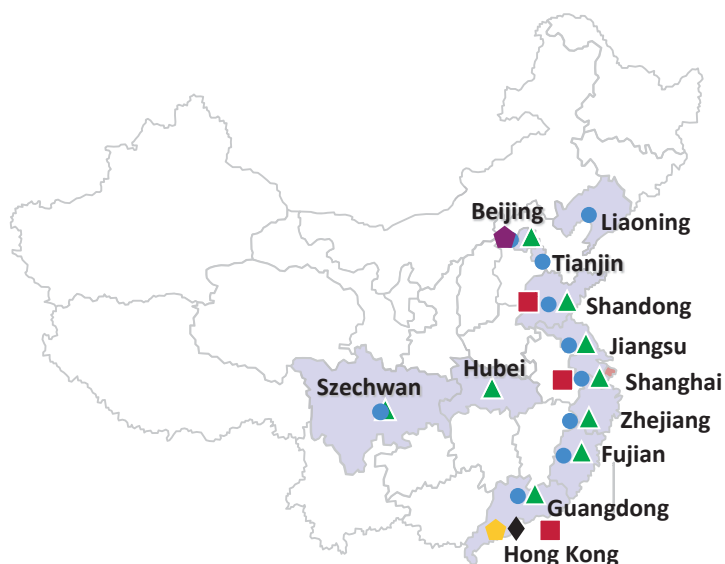 Beijing
Liaoning
Tianjin
Shandong
Jiangsu
Hubei
Szechwan
Shanghai
Zhejiang
Fujian
Guangdong
Hong Kong